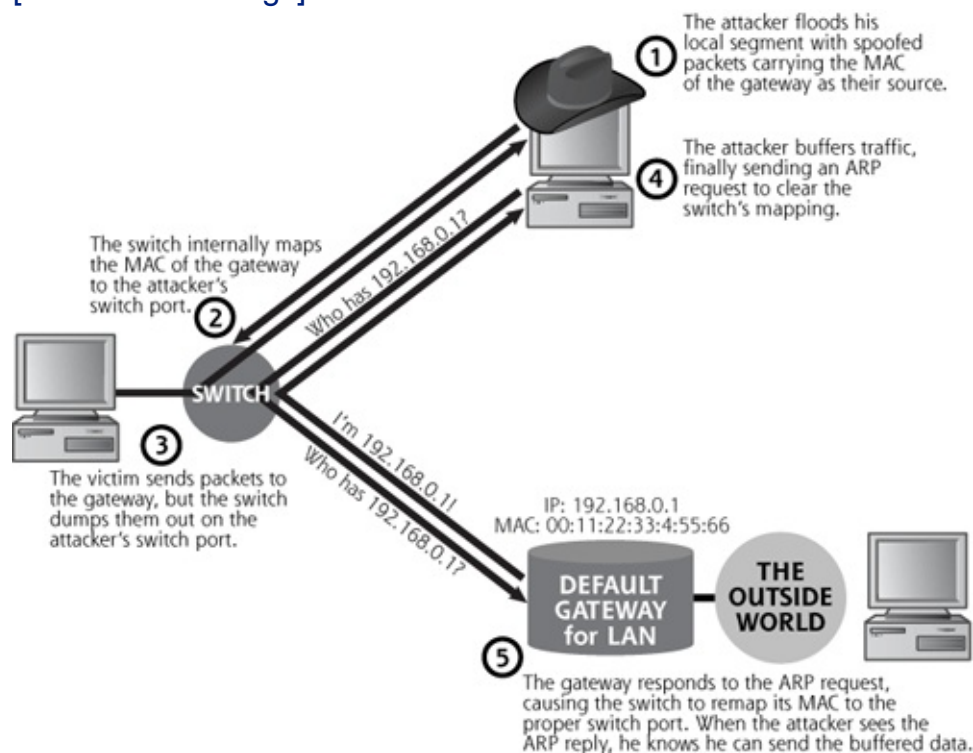 The attacker floods his
local segment with spoofed
packets carrying the MAC
of the gateway as their source.
1
The attacker buffers traffic,
finally sending an ARP
request to clear the
switch's mapping.
4
The switch internally maps
the MAC of the gateway
to the attacker's
switch port.
2
Who has 192.168.0.1?
SWITCH
3
The victim sends packets to
the gateway, but the switch
dumps them out on the
attacker's switch port.
I'm 192.168.0.1!
Who has 192.168.0.1?
IP: 192.168.0.1
MAC: 00:11:22:33:4:55:66
DEFAULT
GATEWAY
for LAN
THE
OUTSIDE
WORLD
5
The gateway responds to the ARP request,
causing the switch to remap its MAC to the
proper switch port. When the attacker sees the
ARP reply, he knows he can send the buffered data.